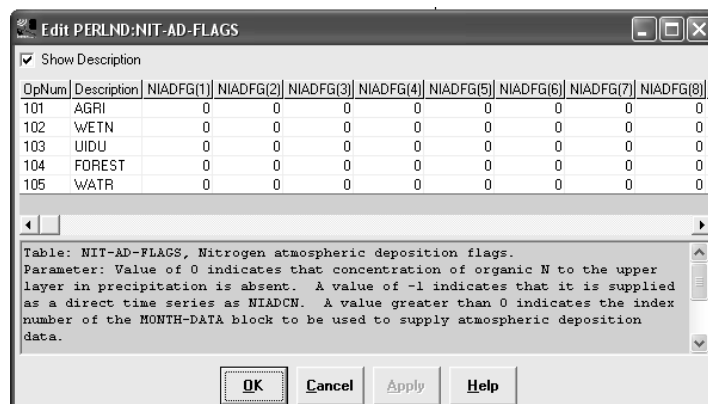 Edit PERLND:NIT-AD-FLAGS
Show Description
OpNum Description NIADFG(1) NIADFG(2) NIADFG(3) NIADFG(4) NIADFG(5) NIADFG(6) NIADFG(7) NIADFG(8)
101 AGRI 0 0 0 0 0 0 0 0
102 WETN 0 0 0 0 0 0 0 0
103 UIDU 0 0 0 0 0 0 0 0
104 FOREST 0 0 0 0 0 0 0 0
105 WATR 0 0 0 0 0 0 0 0
Table: NIT-AD-FLAGS, Nitrogen atmospheric deposition flags.
Parameter: Value of 0 indicates that concentration of organic N to the upper
layer in precipitation is absent. A value of -1 indicates that it is supplied
as a direct time series as NIADCN. A value greater than 0 indicates the index
number of the MONTH-DATA block to be used to supply atmospheric deposition
data.
OK Cancel Apply Help